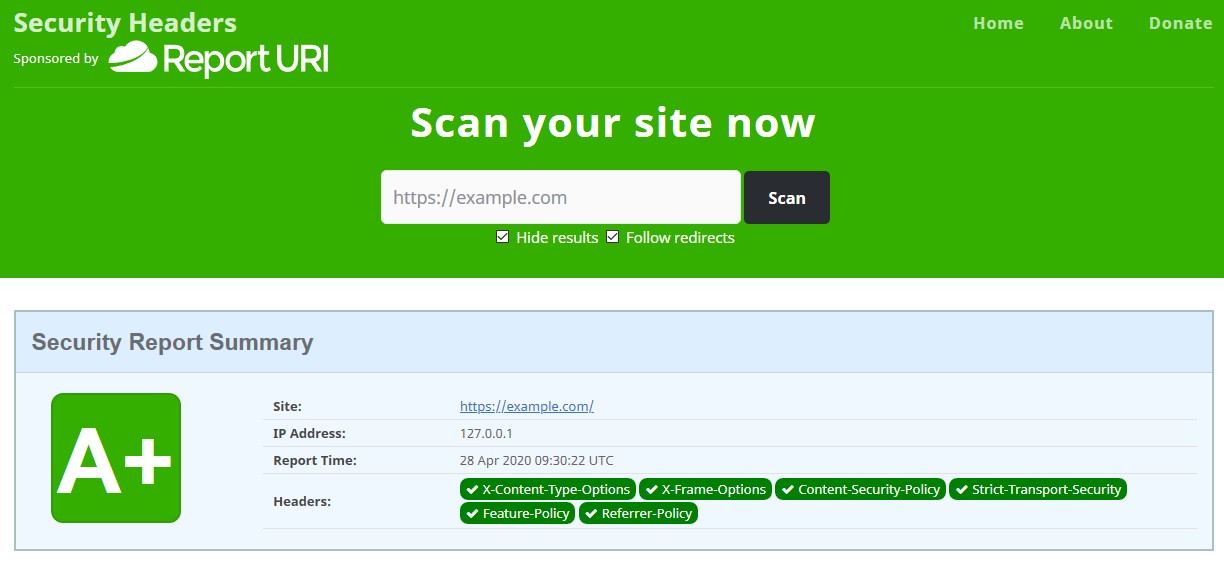 Security Headers
Home About Donate
Sponsored by Report URI
Scan your site now
https://example.com Scan
Hide results Follow redirects
Security Report Summary
A+
Site: https://example.com/
IP Address: 127.0.0.1
Report Time: 28 Apr 2020 09:30:22 UTC
Headers: X-Content-Type-Options X-Frame-Options Content-Security-Policy Strict-Transport-Security
Feature-Policy Referrer-Policy